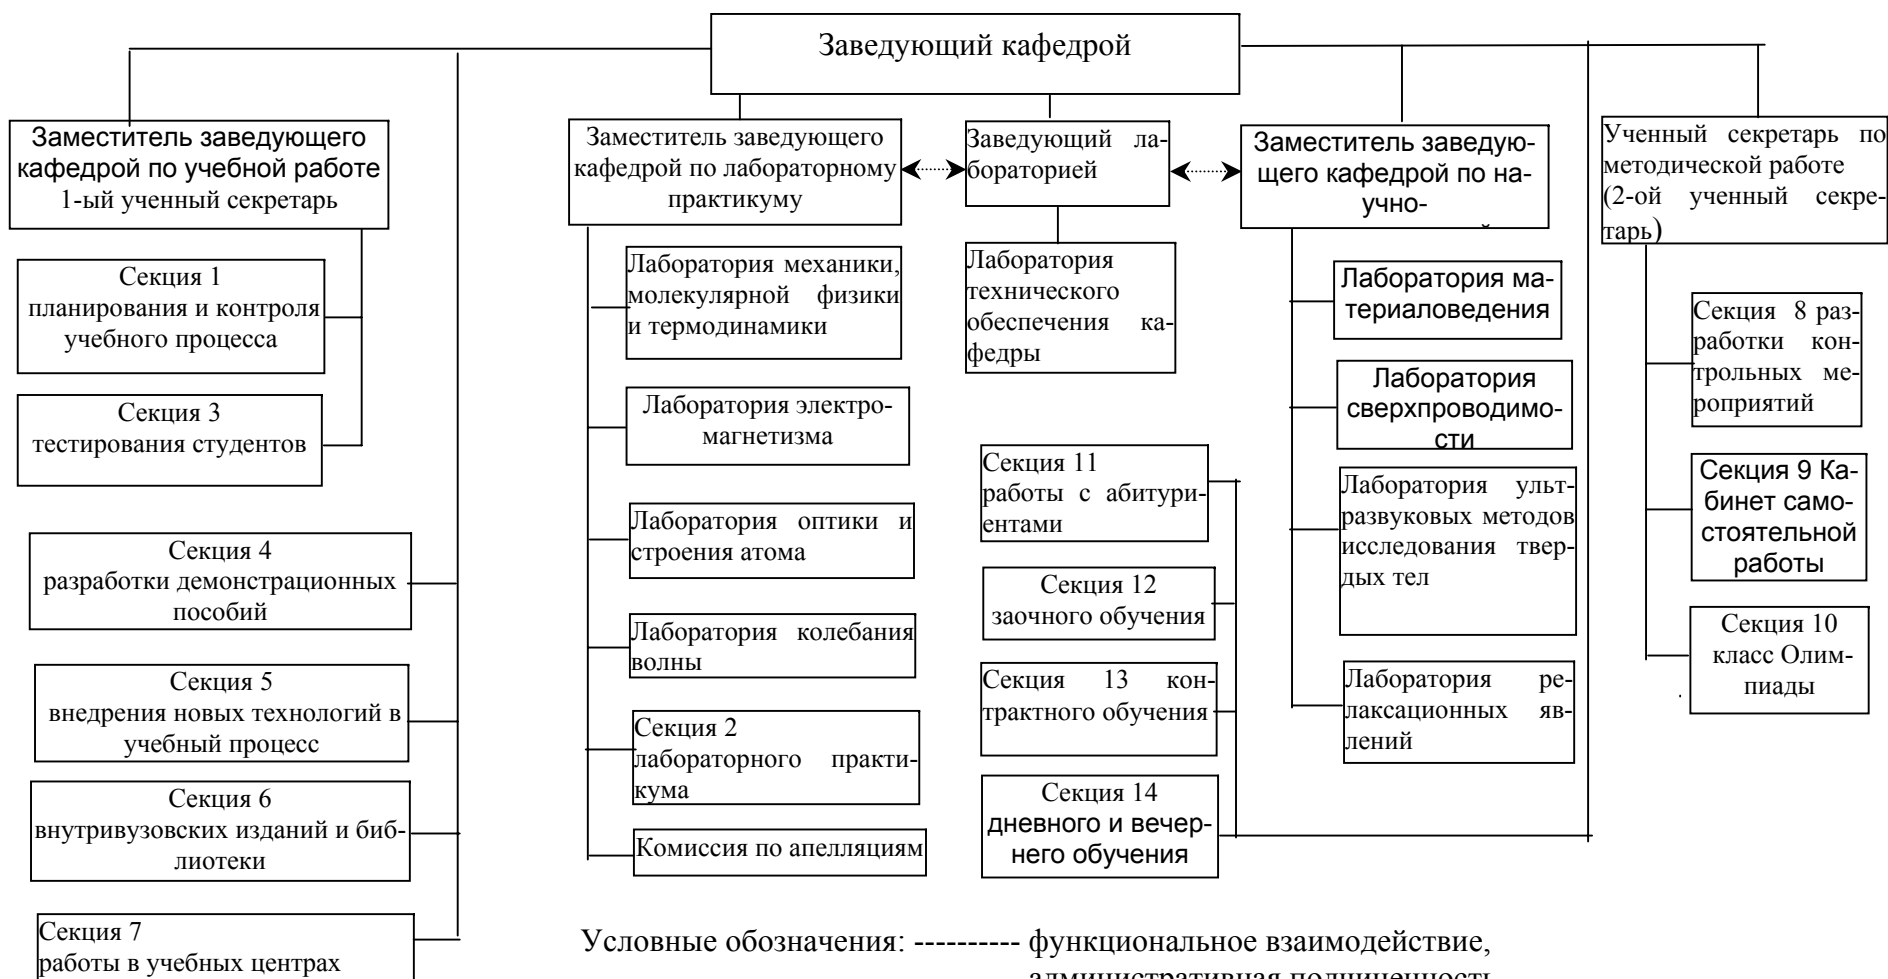 Заведующий кафедрой
Заместитель заведующего
кафедрой по учебной работе
1-ый ученный секретарь
Секция 1
планирования и контроля
учебного процесса
Секция 3
тестирования студентов
Секция 4
разработки демонстрационных
пособий
Секция 5
внедрения новых технологий в
учебный процесс
Секция 6
внутривузовских изданий и биб-
лиотеки
Секция 7
работы в учебных центрах
Заместитель заведующего
кафедрой по лабораторному
практикуму
Лаборатория механики,
молекулярной физики
и термодинамики
Лаборатория электро-
магнетизма
Лаборатория оптики и
строения атома
Лаборатория колебания
волны
Секция 2
лабораторного практи-
кума
Комиссия по апелляциям
Заведующий ла-
бораторией
Лаборатория
технического
обеспечения ка-
федры
Секция 11
работы с абитури-
ентами
Секция 12
заочного обучения
Секция 13 кон-
трактного обучения
Секция 14
дневного и вечер-
него обучения
Заместитель заведую-
щего кафедрой по на-
учно-
Лаборатория ма-
териаловедения
Лаборатория
сверхпроводимо-
сти
Лаборатория ульт-
развуковых методов
исследования твер-
дых тел
Лаборатория ре-
лаксационных яв-
лений
Ученный секретарь по
методической работе
(2-ой ученный секре-
тарь)
Секция 8 раз-
работки кон-
трольных ме-
роприятий
Секция 9 Ка-
бинет само-
стоятельной
работы
Секция 10
класс Олим-
пиады
Условные обозначения: ---------- функциональное взаимодействие,
административная подчиненность